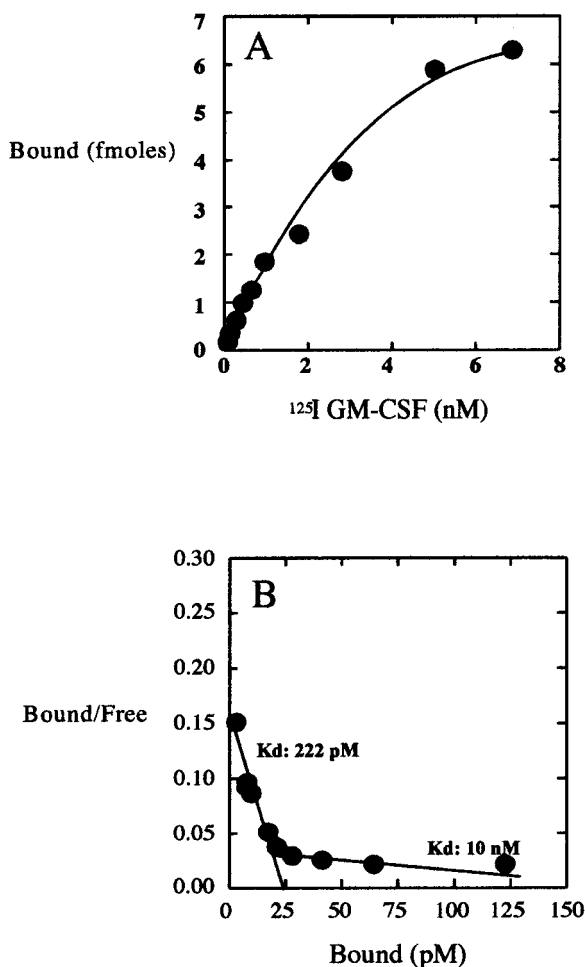 A
7
6
5
Bound (fmoles)
4
3
2
1
0
0 2 4 6 8
¹²⁵I GM-CSF (nM)
0.30
B
0.25
0.20
Bound/Free
0.15
Kd: 222 pM
0.10
0.05
Kd: 10 nM
0.00
0 25 50 75 100 125 150
Bound (pM)